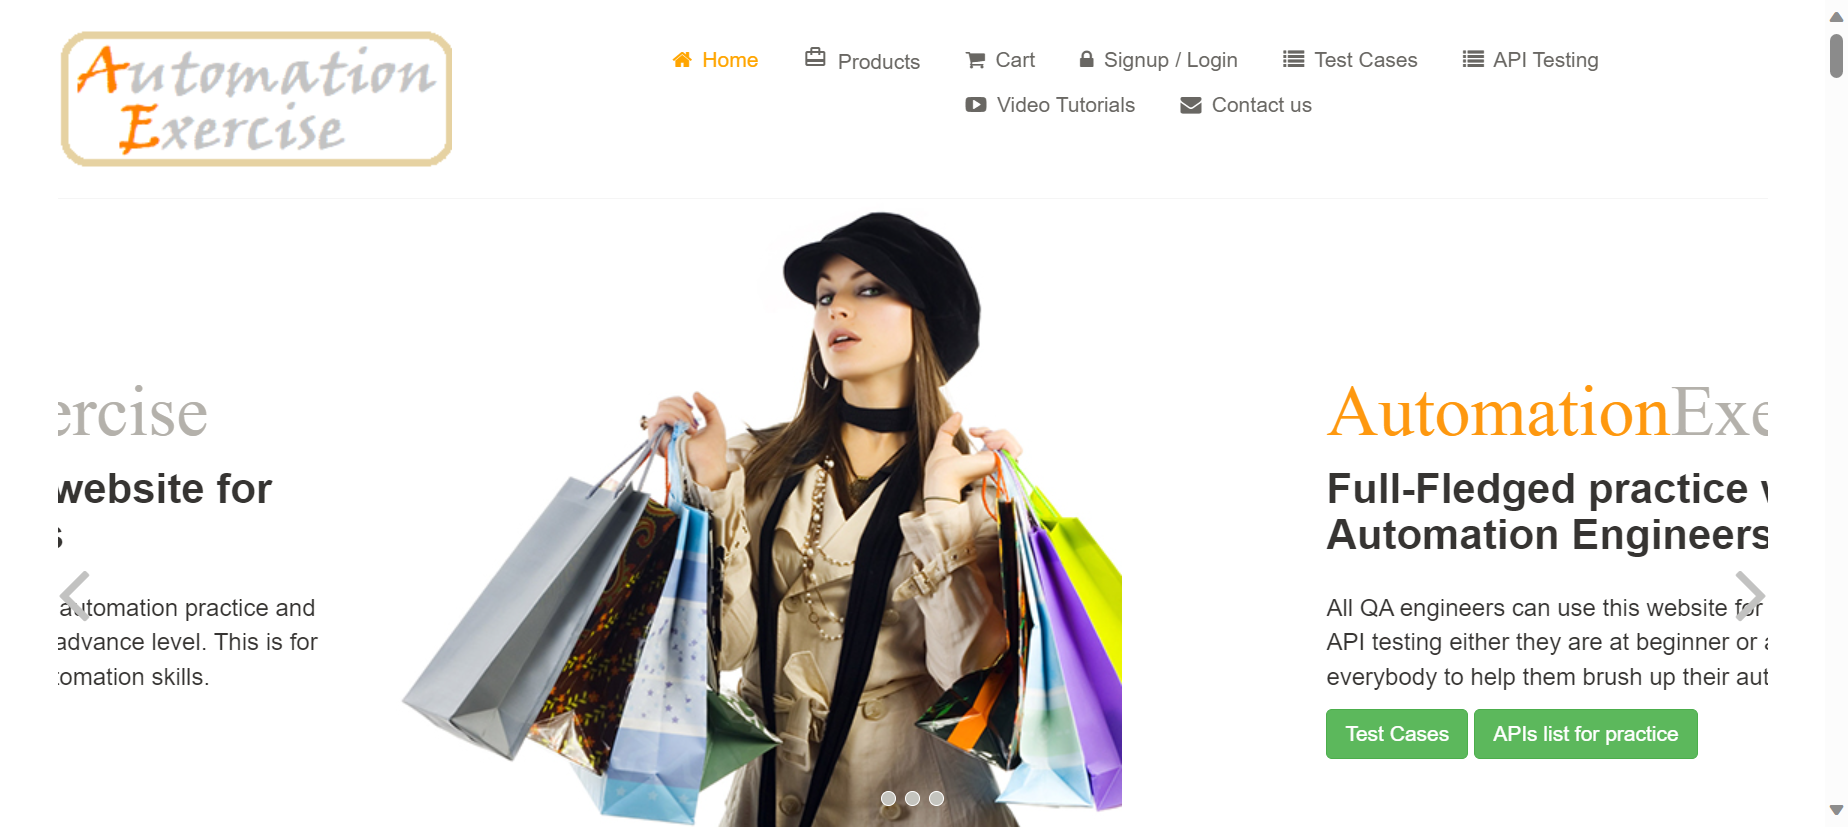 Automation
Exercise
Home
Products
Cart
Signup / Login
Test Cases
API Testing
Video Tutorials
Contact us
ercise
website for
s
automation practice and
advance level. This is for
tomation skills.
AutomationExe
Full-Fledged practice
Automation Engineers
All QA engineers can use this website for
API testing either they are at beginner or a
everybody to help them brush up their aut
Test Cases
APIs list for practice